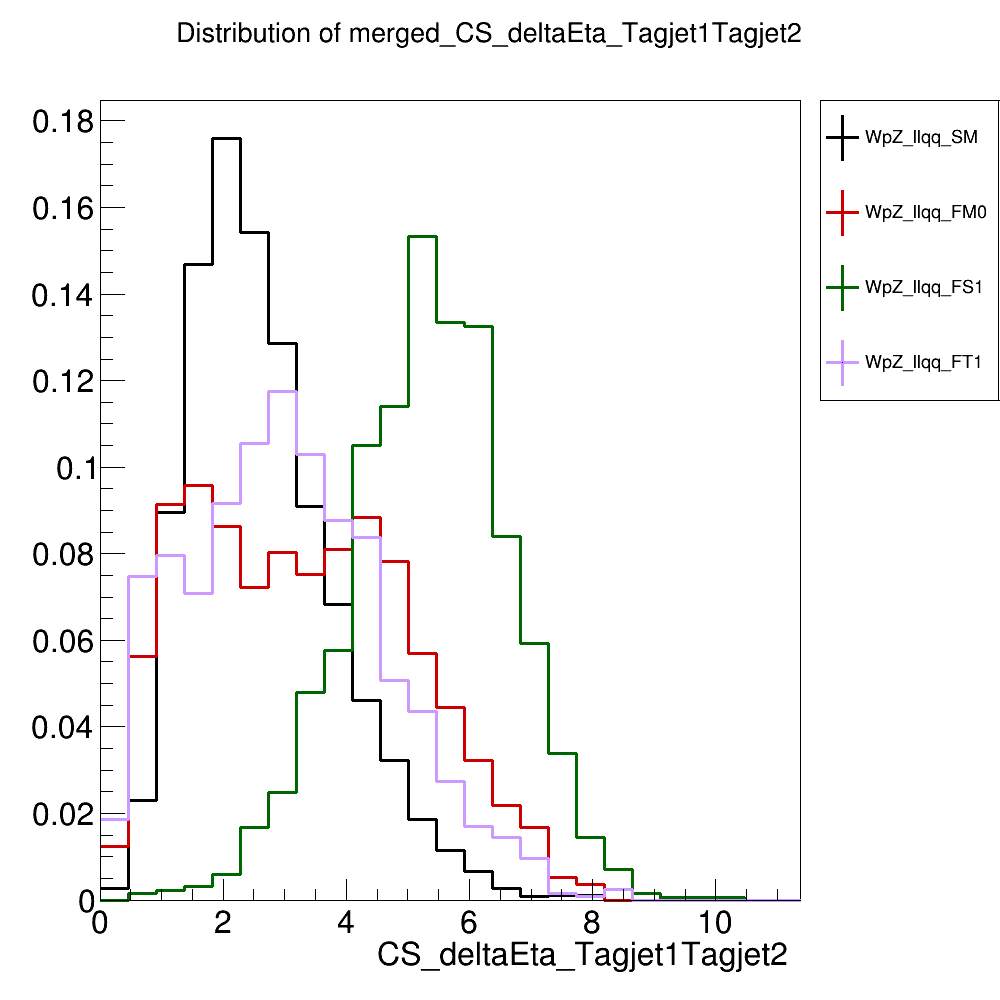 Distribution of merged_CS_deltaEta_Tagjet1Tagjet2
0.18
0.16
0.14
0.12
0.1
0.08
0.06
0.04
0.02
0
0 2 4 6 8 10
CS_deltaEta_Tagjet1Tagjet2
WpZ_llqq_SM
WpZ_llqq_FM0
WpZ_llqq_FS1
WpZ_llqq_FT1